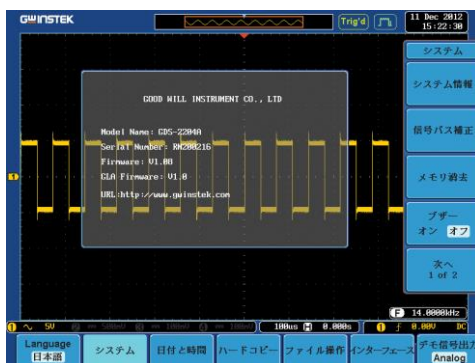 GWINSTEK
Trig'd
11 Dec 2012
15:22:30
システム
システム情報
信号パス補正
メモリ消去
ブザー
オン オフ
次へ
1 of 2
GOOD WILL INSTRUMENT CO., LTD
Model Name: GDS-2204A
Serial Number: RN200216
Firmware: V1.08
GLA Firmware: V1.0
URL:http://www.gwinstek.com
1
F 14.0000kHz
1 5V
100us H 0.000s
1 0.00V DC
Language
日本語
システム
日付と時間
ハードコピー
ファイル操作
インターフェース
デモ信号出力
Analog